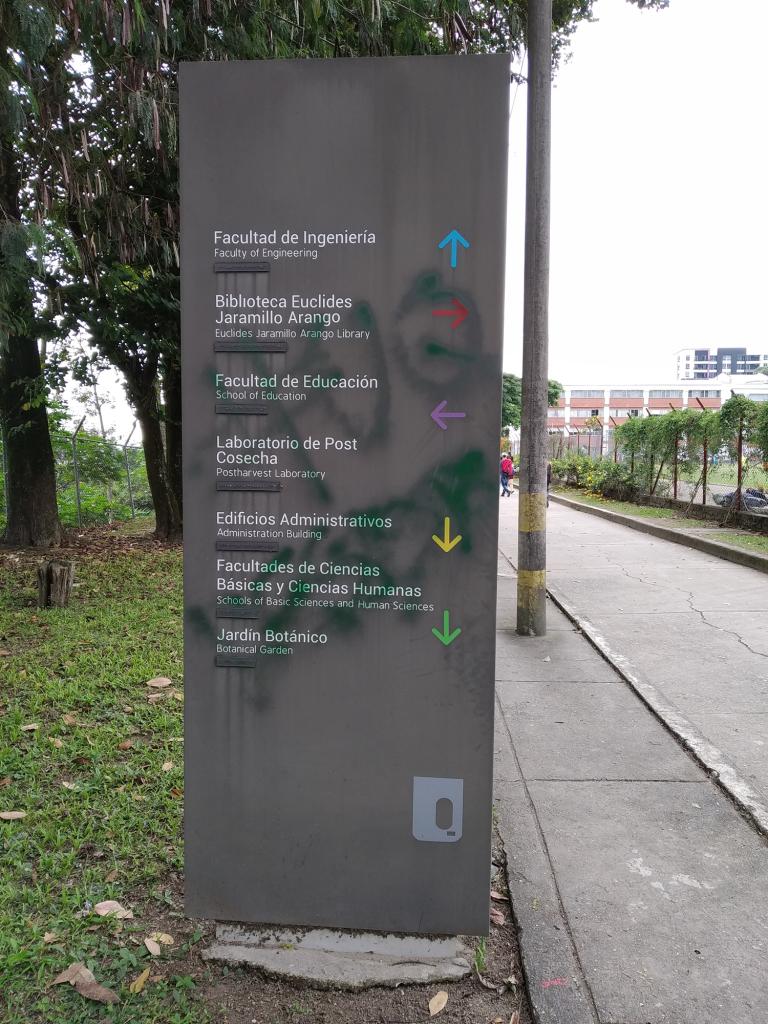 Facultad de Ingeniería
Faculty of Engineering
Biblioteca Euclides
Jaramillo Arango
Euclides Jaramillo Arango Library
Facultad de Educación
School of Education
Laboratorio de Post
Cosecha
Postharvest Laboratory
Edificios Administrativos
Administration Building
Facultades de Ciencias
Básicas y Ciencias Humanas
Schools of Basic Sciences and Human Sciences
Jardín Botánico
Botanical Garden